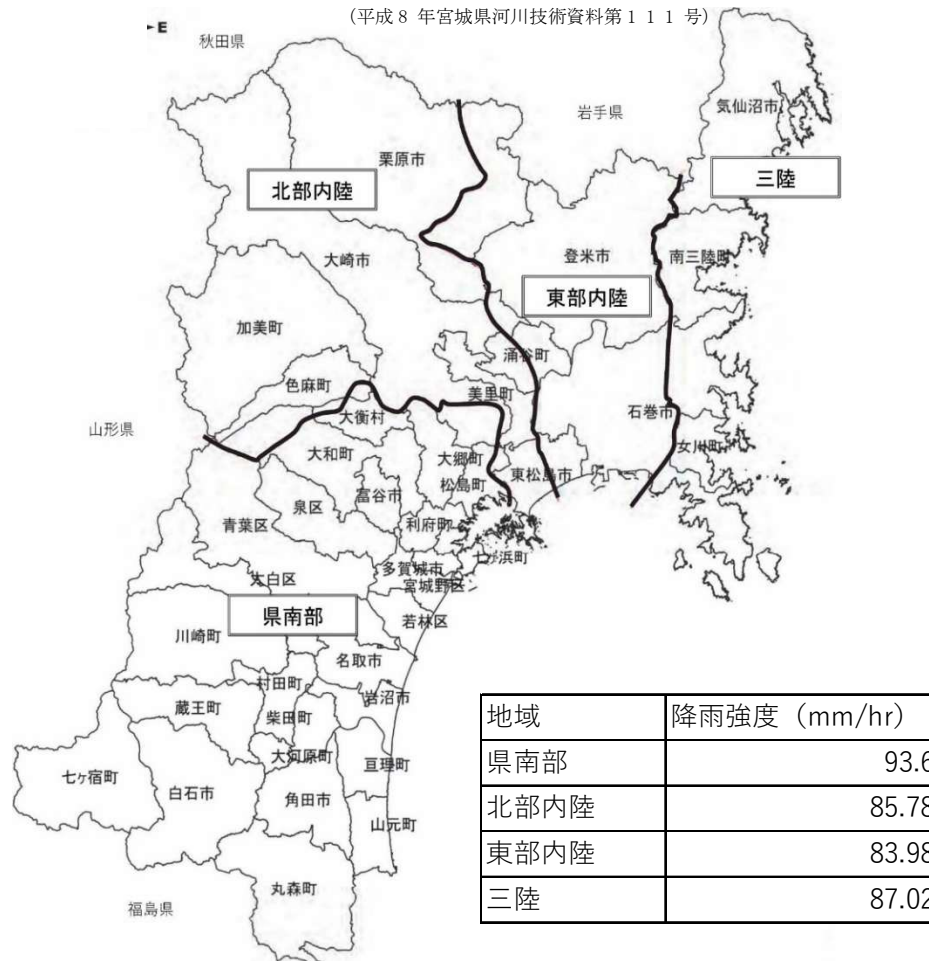 (平成8 年宮城県河川技術資料第１１１ 号)
E
秋田県
岩手県
気仙沼市
栗原市
三陸
北部内陸
登米市
南三陸町
大崎市
東部内陸
加美町
涌谷町
色麻町
美里町
石巻市
大衡村
山形県
女川町
大和町
大郷町
東松島市
松島町
富谷市
泉区
青葉区
利府町
七ヶ浜町
多賀城市
太白区
宮城野区
県南部
若林区
川崎町
名取市
村田町
岩沼市
蔵王町
柴田町
大河原町
亘理町
七ヶ宿町
白石市
角田市
山元町
丸森町
福島県
地域 降雨強度（mm/hr）
県南部 93.6
北部内陸 85.78
東部内陸 83.98
三陸 87.02